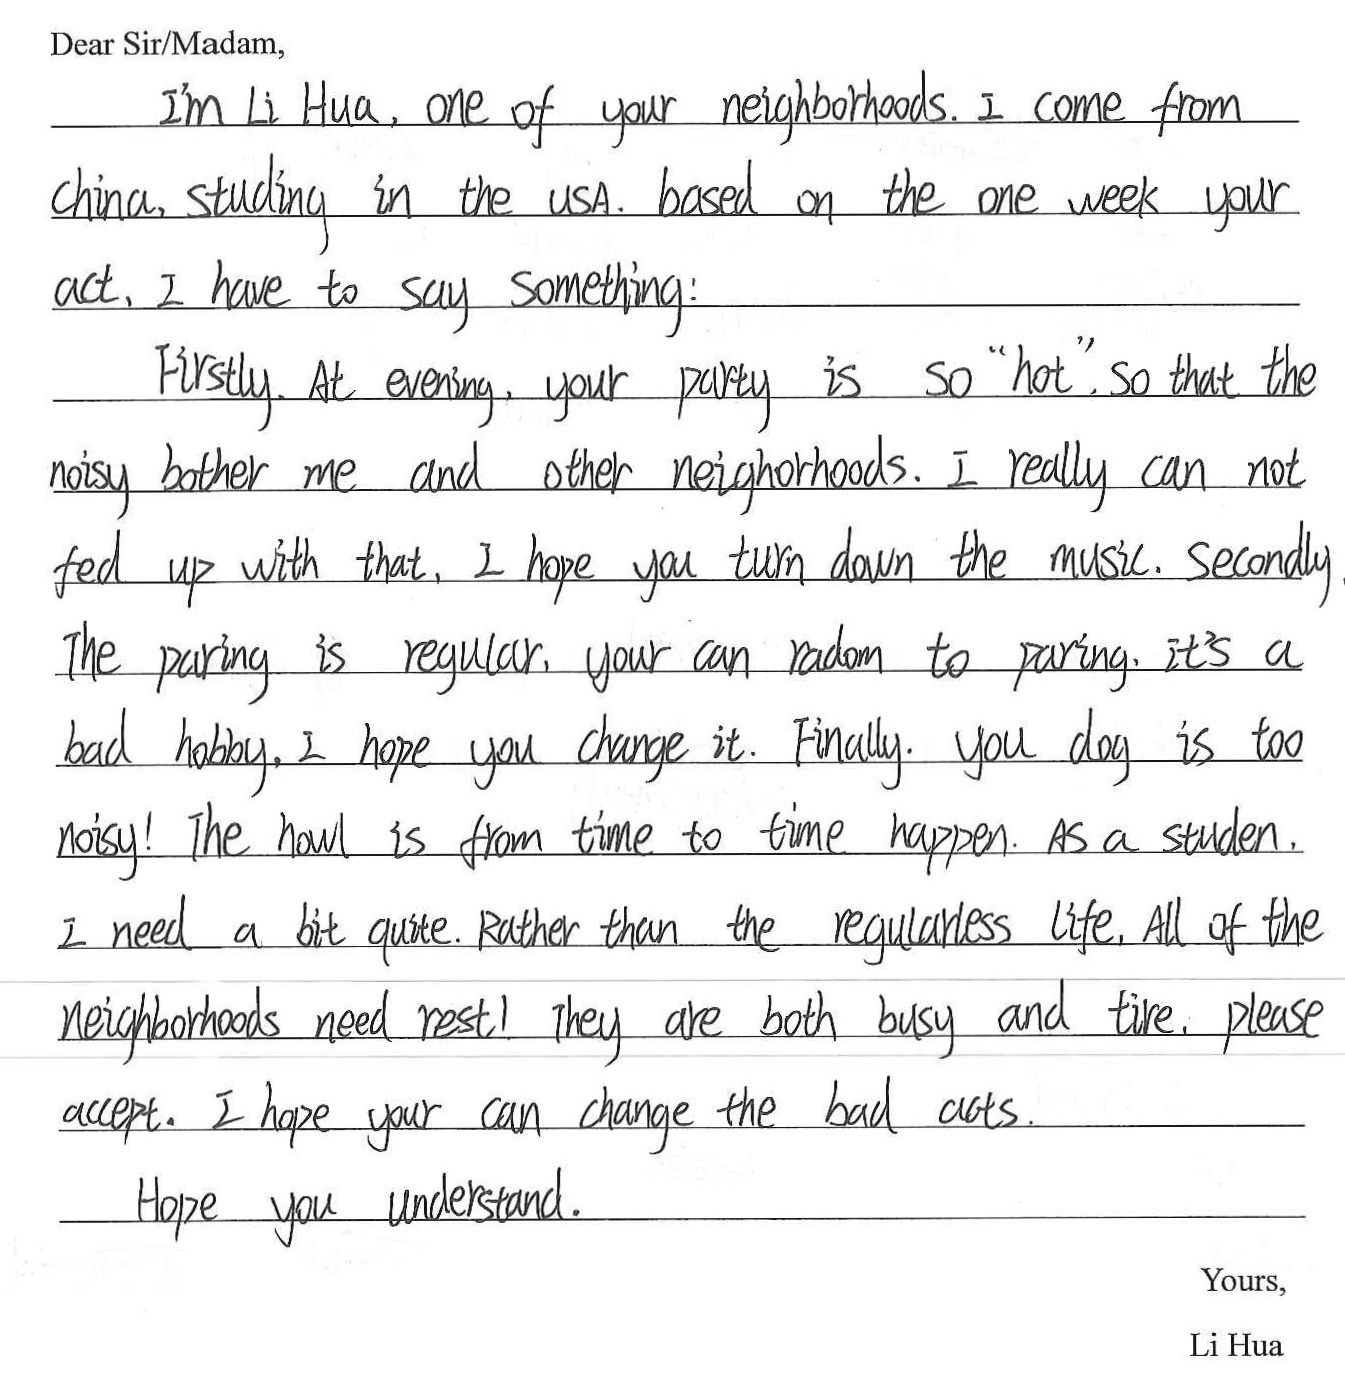 Dear Sir/Madam,
I'm Li Hua, one of your neighborhoods. I come from
China, studing in the USA. based on the one week your
act, I have to say something:
Firstly. At evening, your party is so "hot". so that the
noisy bother me and other neighorhoods. I really can not
fed up with that, I hope you turn down the music. Secondly.
The paring is regular, your can radom to paring. it's a
bad hobby, I hope you change it. Finally. you dog is too
noisy! The howl is from time to time happen. As a studen,
I need a bit quite. Rather than the regularless life, All of the
neighborhoods need rest! They are both busy and tire. please
accept. I hope your can change the bad acts.
Hope you understand.
Yours,
Li Hua